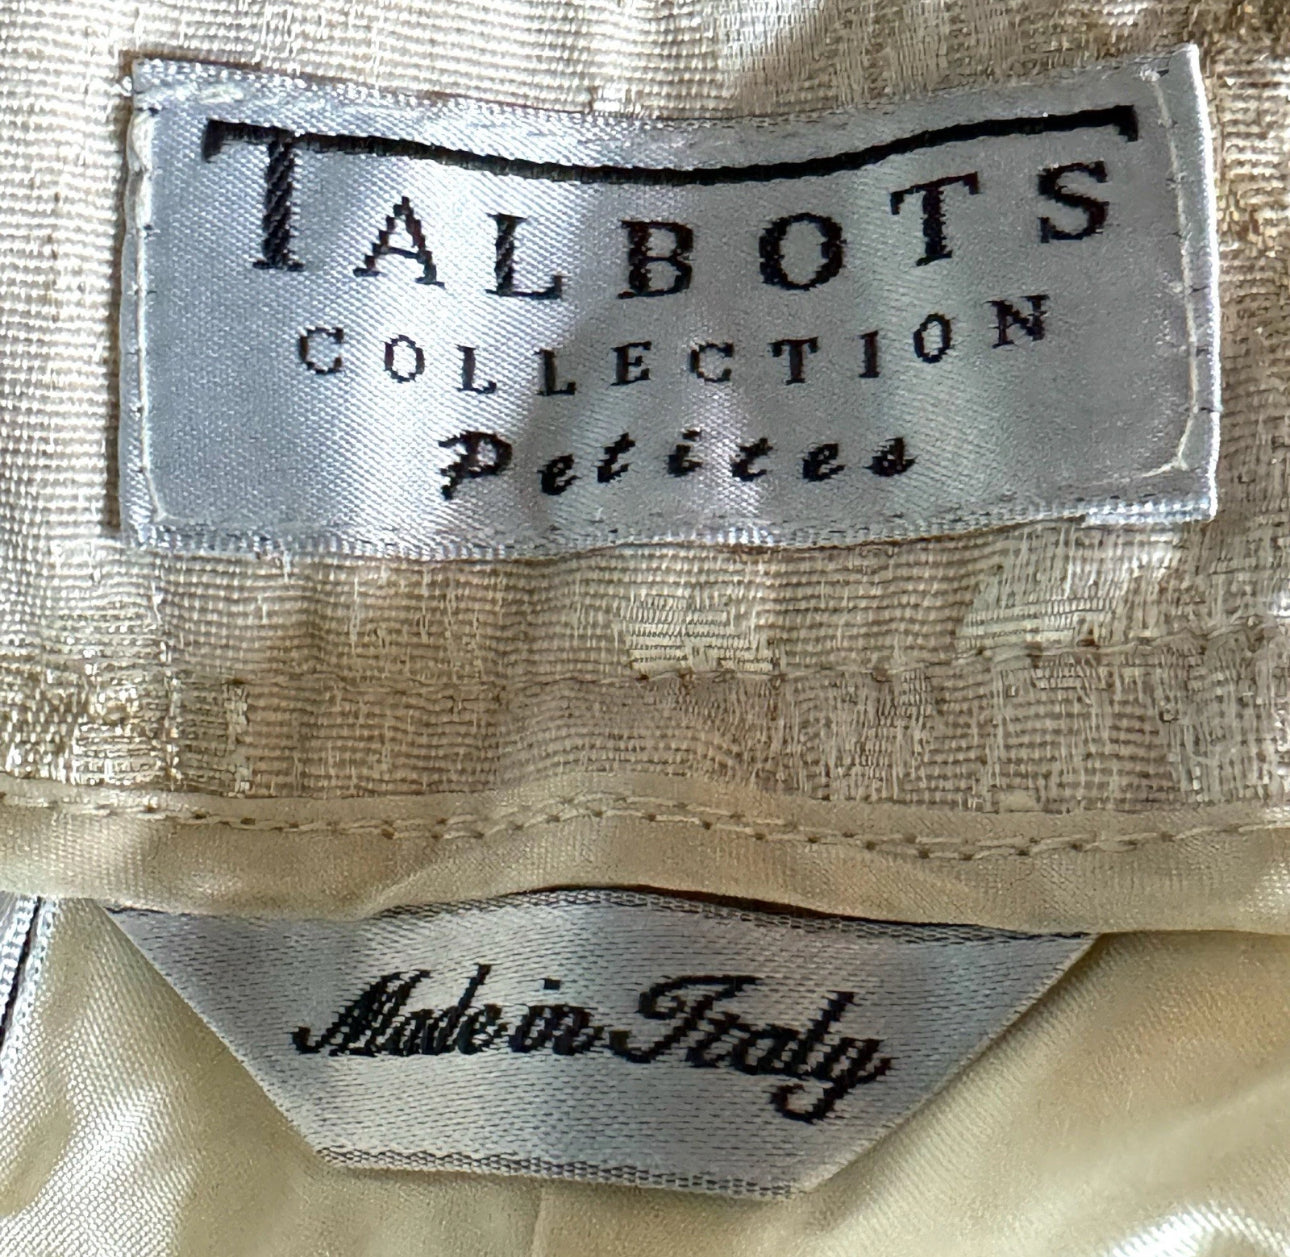 TALBOTS
COLLECTION
Petites
Made in Italy